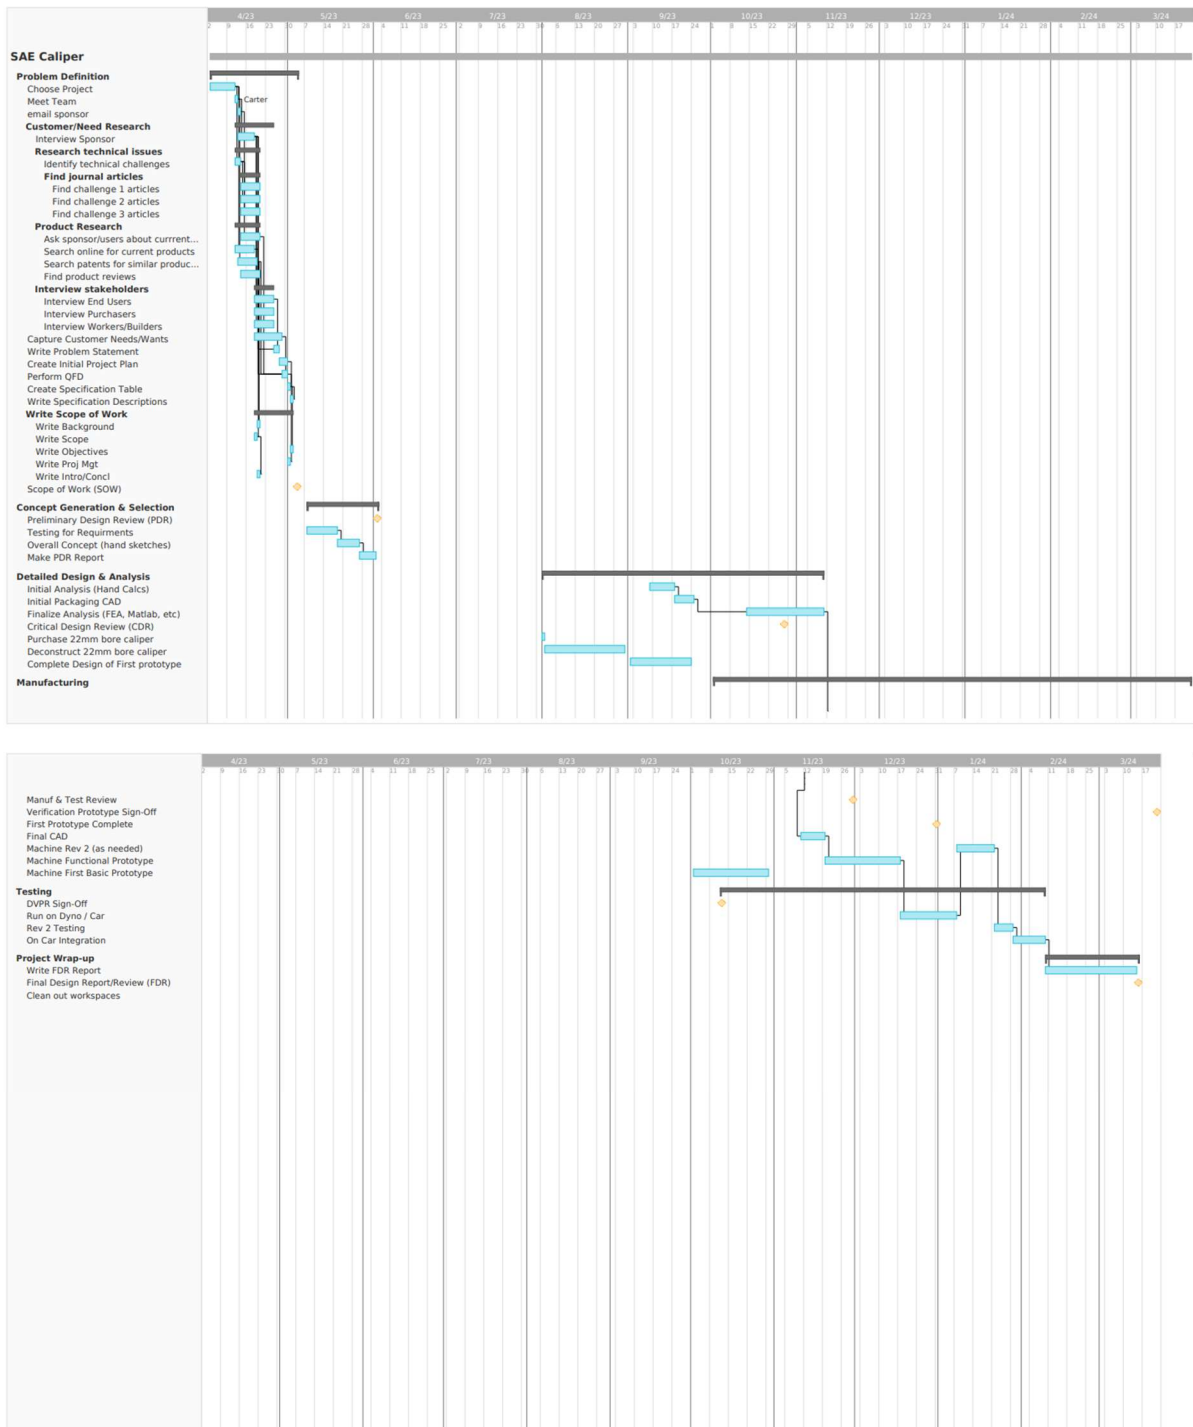 4/23 5/23 6/23 7/23 8/23 9/23 10/23 11/23 12/23 1/24 2/24 3/24
SAE Caliper
Problem Definition
Choose Project
Meet Team
Carter
email sponsor
Customer/Need Research
Interview Sponsor
Research technical issues
Identify technical challenges
Find journal articles
Find challenge 1 articles
Find challenge 2 articles
Find challenge 3 articles
Product Research
Ask sponsor/users about currrent...
Search online for current products
Search patents for similar produc...
Find product reviews
Interview stakeholders
Interview End Users
Interview Purchasers
Interview Workers/Builders
Capture Customer Needs/Wants
Write Problem Statement
Create Initial Project Plan
Perform QFD
Create Specification Table
Write Specification Descriptions
Write Scope of Work
Write Background
Write Scope
Write Objectives
Write Proj Mgt
Write Intro/Concl
Scope of Work (SOW)
Concept Generation & Selection
Preliminary Design Review (PDR)
Testing for Requirments
Overall Concept (hand sketches)
Make PDR Report
Detailed Design & Analysis
Initial Analysis (Hand Calcs)
Initial Packaging CAD
Finalize Analysis (FEA, Matlab, etc)
Critical Design Review (CDR)
Purchase 22mm bore caliper
Deconstruct 22mm bore caliper
Complete Design of First prototype
Manufacturing
4/23 5/23 6/23 7/23 8/23 9/23 10/23 11/23 12/23 1/24 2/24 3/24
Manuf & Test Review
Verification Prototype Sign-Off
First Prototype Complete
Final CAD
Machine Rev 2 (as needed)
Machine Functional Prototype
Machine First Basic Prototype
Testing
DVPR Sign-Off
Run on Dyno / Car
Rev 2 Testing
On Car Integration
Project Wrap-up
Write FDR Report
Final Design Report/Review (FDR)
Clean out workspaces